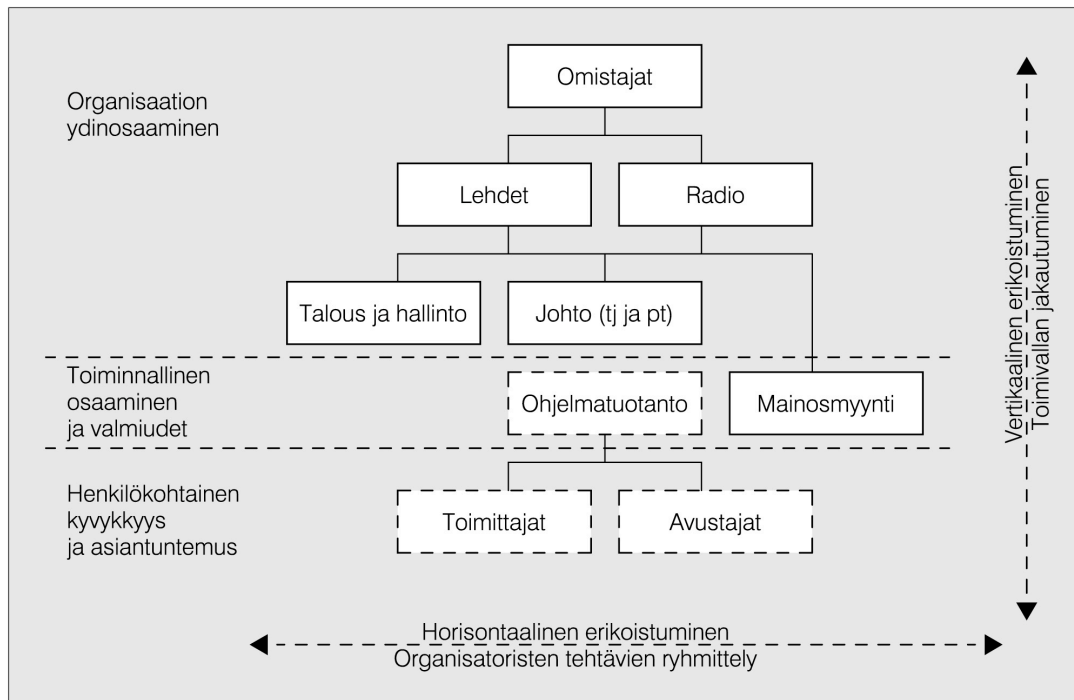 Omistajat
Organisaation
ydinosaaminen
Lehdet
Radio
Talous ja hallinto
Johto (tj ja pt)
Toiminnallinen
osaaminen
ja valmiudet
Ohjelmatuotanto
Mainosmyynti
Henkilökohtainen
kyvykkyys
ja asiantuntemus
Toimittajat
Avustajat
Vertikaalinen erikoistuminen
Toimivallan jakautuminen
Horisontaalinen erikoistuminen
Organisatoristen tehtävien ryhmittely